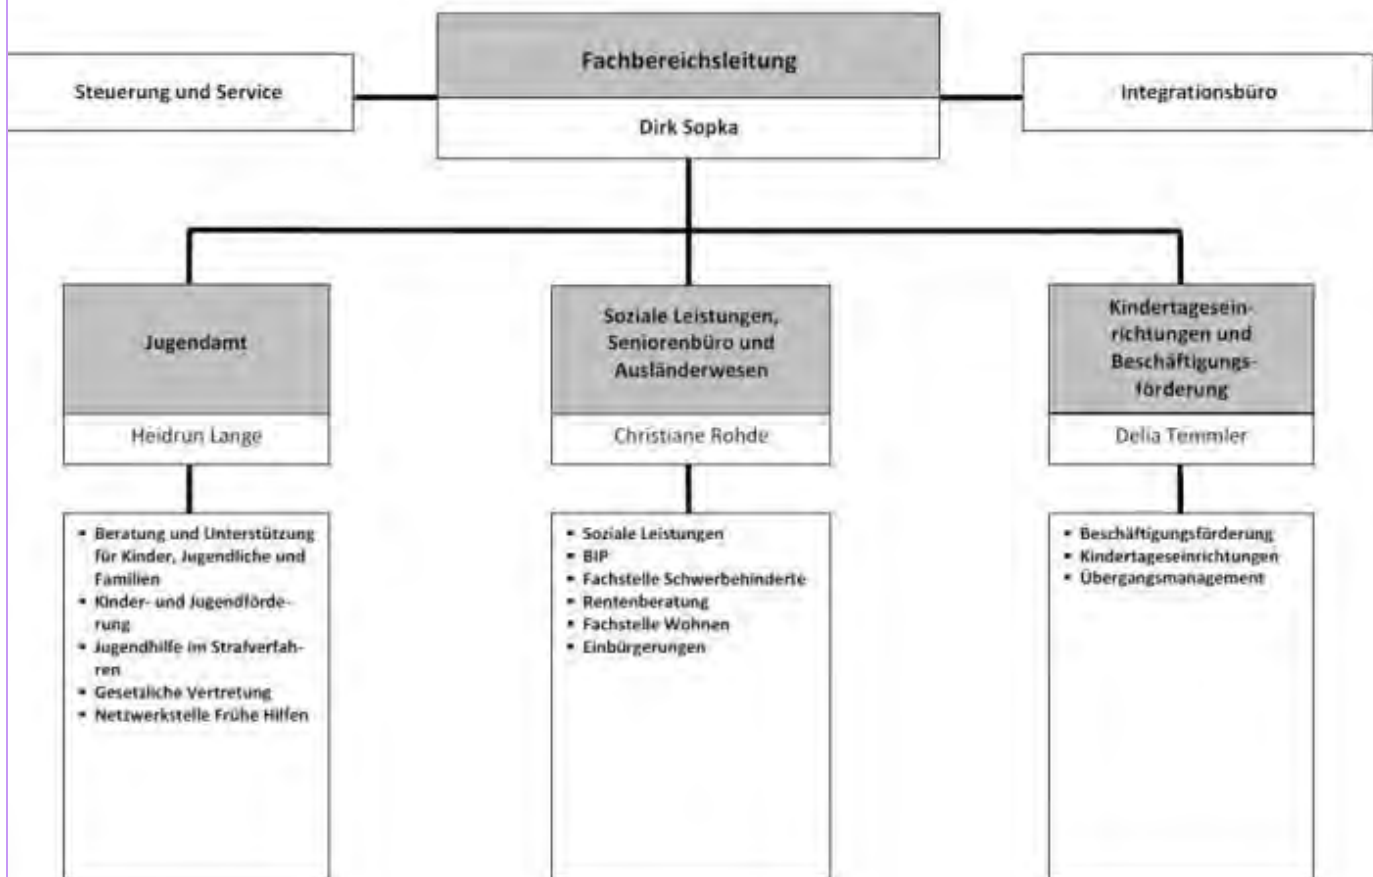 Fachbereichsleitung
Steuerung und Service
Integrationsbüro
Dirk Sopka
Jugendamt
Heidrun Lange
Soziale Leistungen,
Seniorenbüro und
Ausländerwesen
Christiane Rohde
Kindertagesein-
richtungen und
Beschäftigungs-
förderung
Delia Temmler
▪ Beratung und Unterstützung
für Kinder, Jugendliche und
Familien
▪ Kinder- und Jugendförde-
rung
▪ Jugendhilfe im Strafverfah-
ren
▪ Gesetzliche Vertretung
▪ Netzwerkstelle Frühe Hilfen
▪ Soziale Leistungen
▪ BIP
▪ Fachstelle Schwerbehinderte
▪ Rentenberatung
▪ Fachstelle Wohnen
▪ Einbürgerungen
▪ Beschäftigungsförderung
▪ Kindertageseinrichtungen
▪ Übergangsmanagement